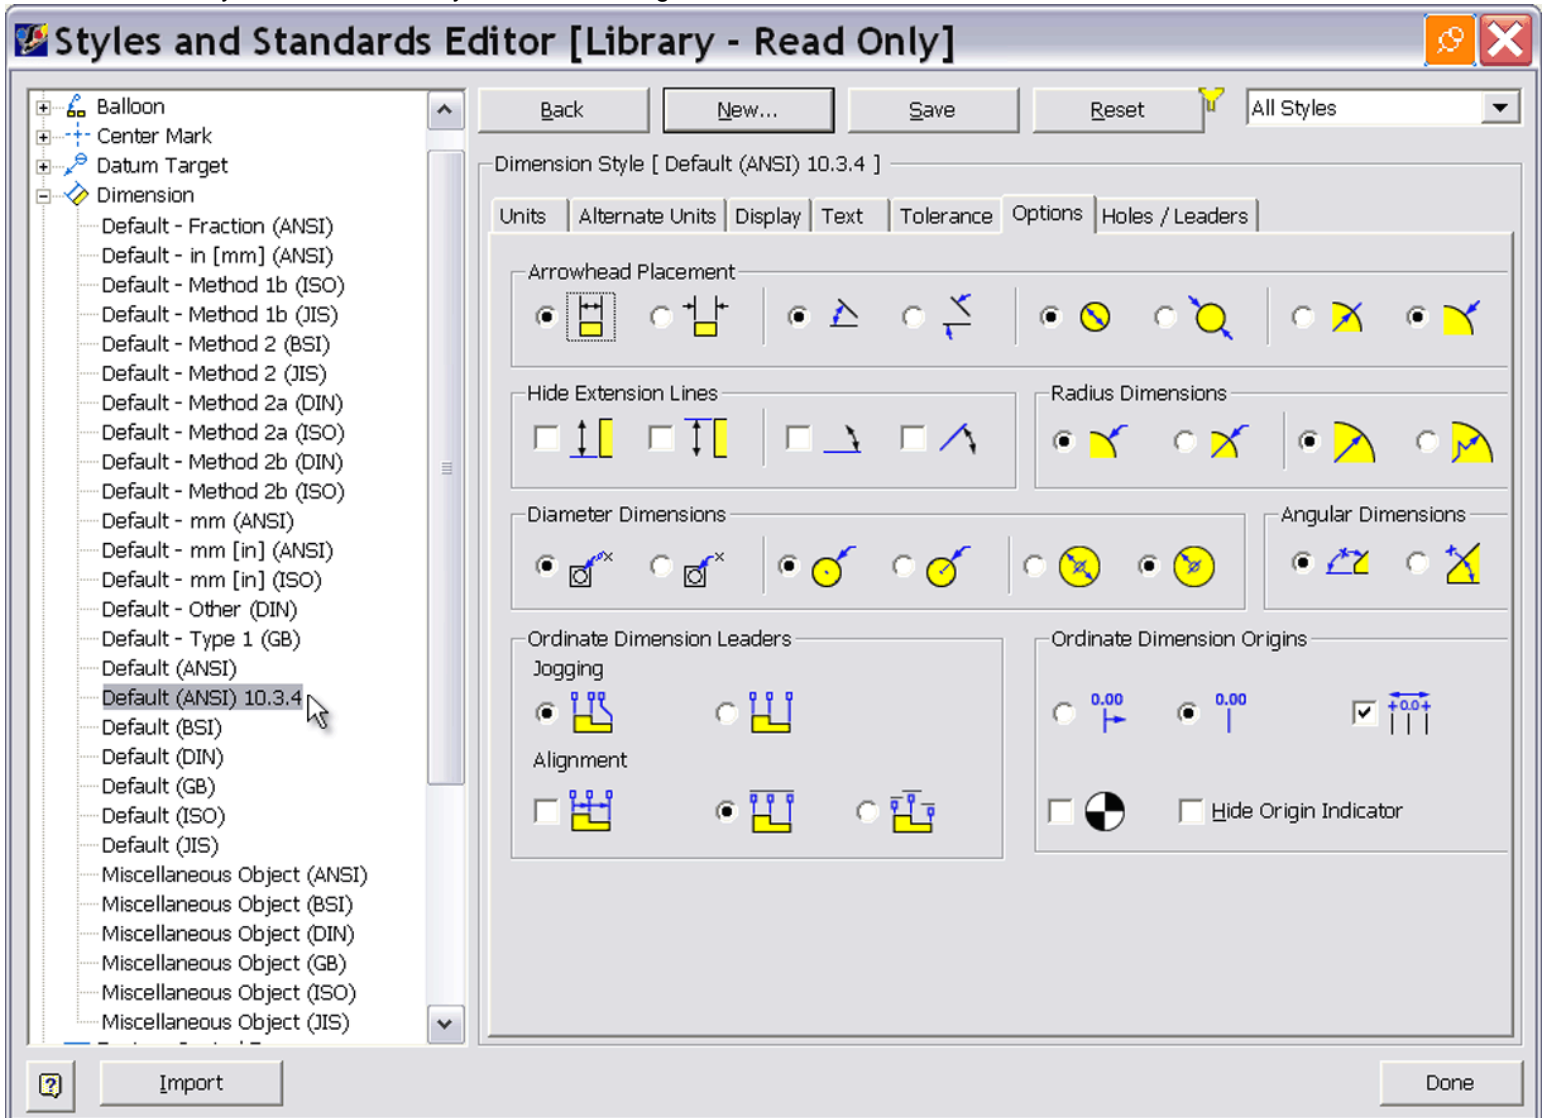 Styles and Standards Editor [Library - Read Only]
Balloon
Center Mark
Datum Target
Dimension
Default - Fraction (ANSI)
Default - in [mm] (ANSI)
Default - Method 1b (ISO)
Default - Method 1b (JIS)
Default - Method 2 (BSI)
Default - Method 2 (JIS)
Default - Method 2a (DIN)
Default - Method 2a (ISO)
Default - Method 2b (DIN)
Default - Method 2b (ISO)
Default - mm (ANSI)
Default - mm [in] (ANSI)
Default - mm [in] (ISO)
Default - Other (DIN)
Default - Type 1 (GB)
Default (ANSI)
Default (ANSI) 10.3.4
Default (BSI)
Default (DIN)
Default (GB)
Default (ISO)
Default (JIS)
Miscellaneous Object (ANSI)
Miscellaneous Object (BSI)
Miscellaneous Object (DIN)
Miscellaneous Object (GB)
Miscellaneous Object (ISO)
Miscellaneous Object (JIS)
Back New... Save Reset All Styles
Dimension Style [ Default (ANSI) 10.3.4 ]
Units Alternate Units Display Text Tolerance Options Holes / Leaders
Arrowhead Placement
Hide Extension Lines
Radius Dimensions
Diameter Dimensions
Angular Dimensions
Ordinate Dimension Leaders
Jogging
Alignment
Ordinate Dimension Origins
0.00 0.00 +0.0+
Hide Origin Indicator
Import Done